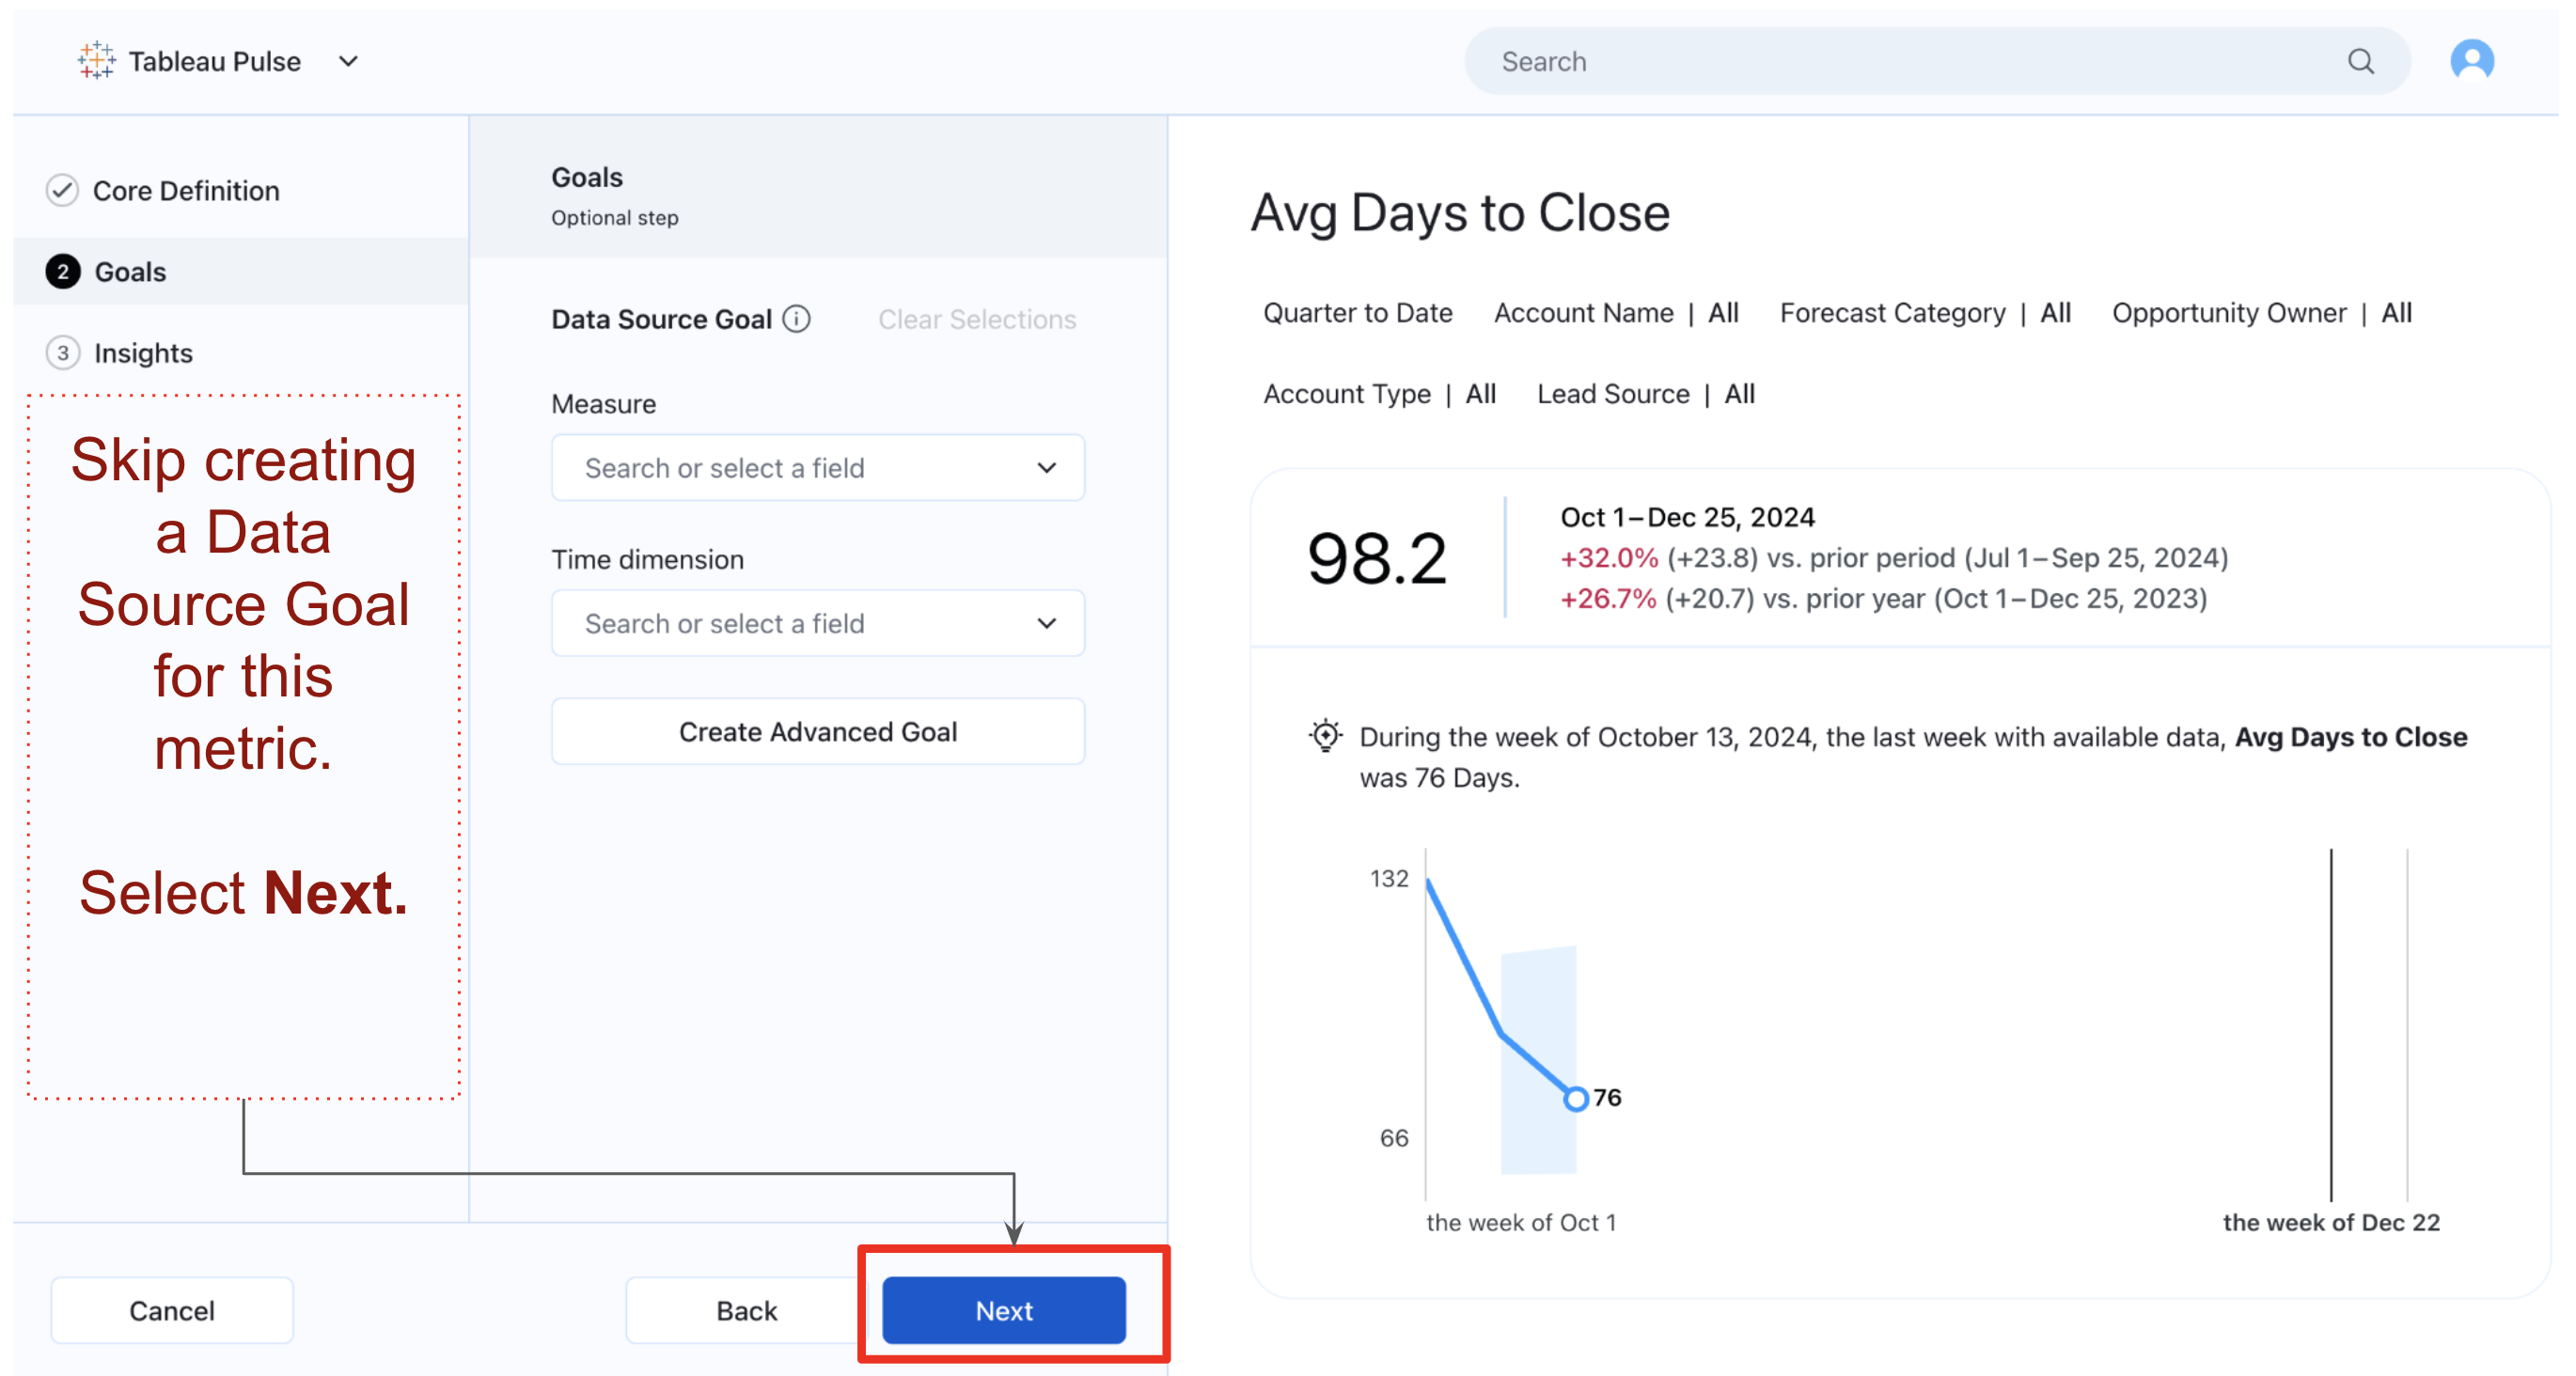 Tableau Pulse
Search
Core Definition
2 Goals
3 Insights
Skip creating
a Data
Source Goal
for this
metric.
Select Next.
Goals
Optional step
Data Source Goal Clear Selections
Measure
Search or select a field
Time dimension
Search or select a field
Create Advanced Goal
Cancel
Back
Next
Avg Days to Close
Quarter to Date Account Name | All Forecast Category | All Opportunity Owner | All
Account Type | All Lead Source | All
98.2
Oct 1–Dec 25, 2024
+32.0% (+23.8) vs. prior period (Jul 1–Sep 25, 2024)
+26.7% (+20.7) vs. prior year (Oct 1–Dec 25, 2023)
During the week of October 13, 2024, the last week with available data, Avg Days to Close
was 76 Days.
132
76
66
the week of Oct 1
the week of Dec 22